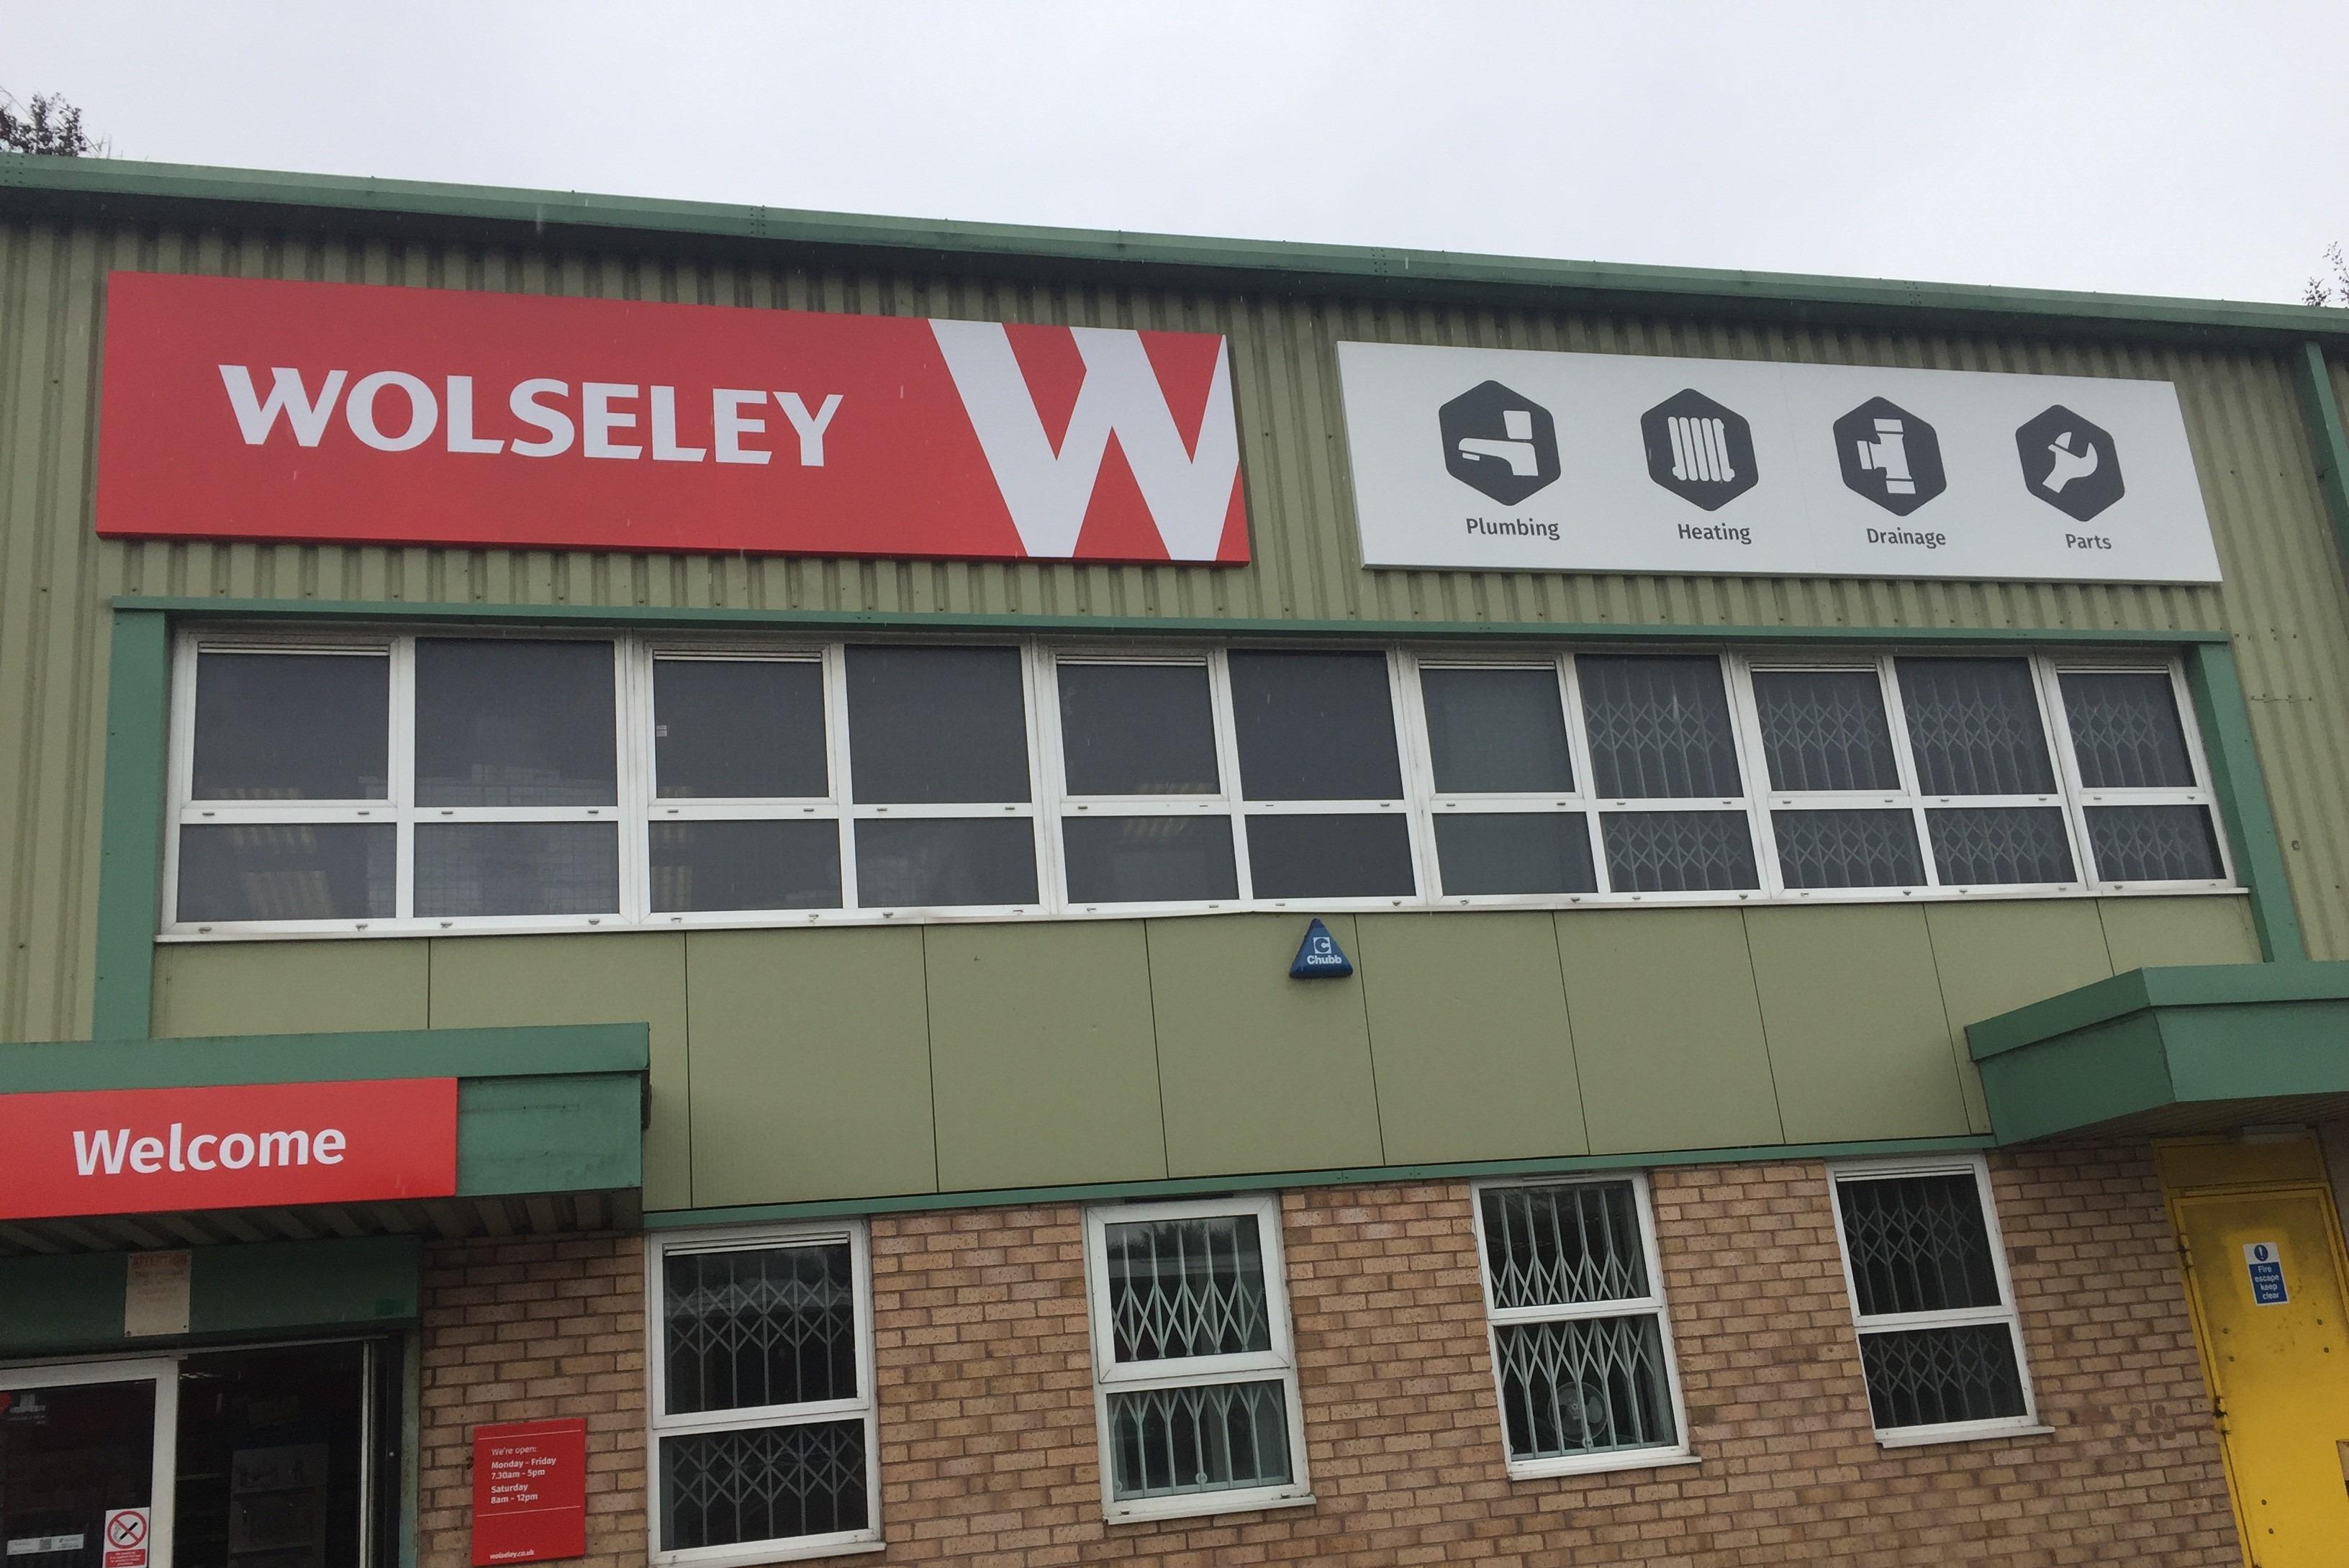 WOLSELEY
W
Plumbing
Heating
Drainage
Parts
C
Chubb
Welcome
ATTENTION
Fire
escape
keep
clear
We're open:
Monday - Friday
7.30am - 5pm
Saturday
8am - 12pm
wolseley.co.uk